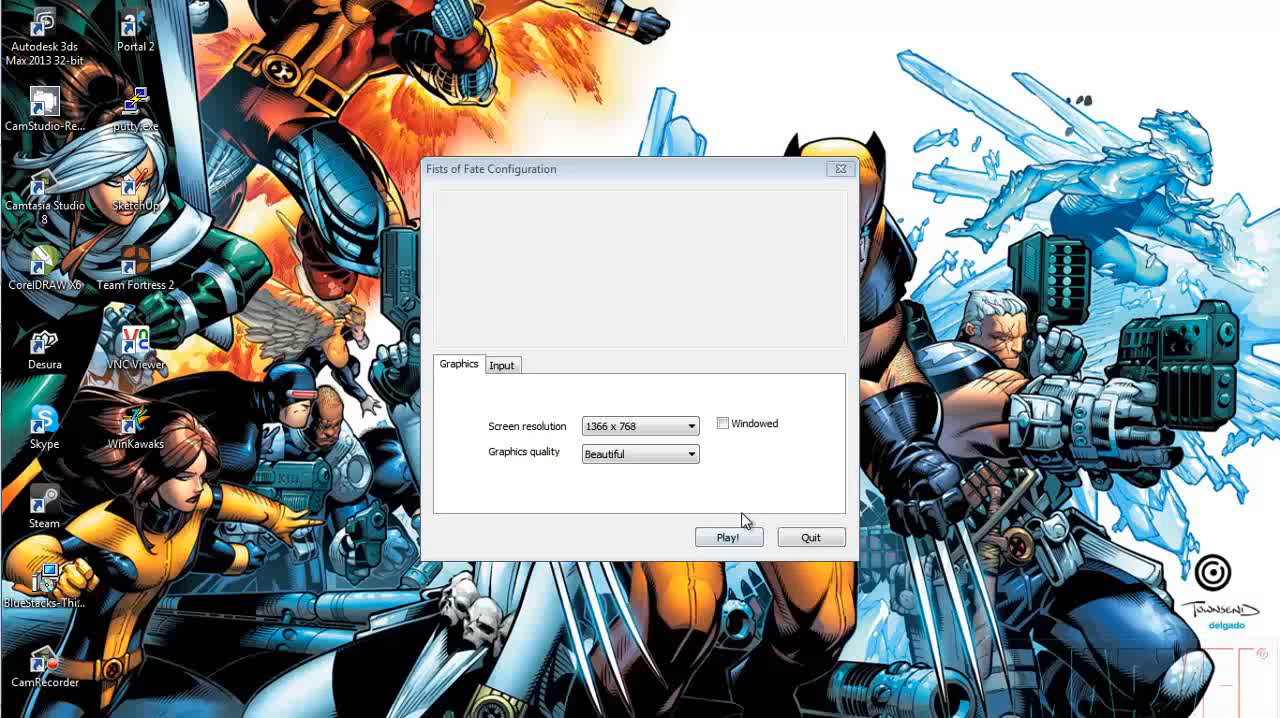 Autodesk 3ds
Max 2013 32-bit
Portal 2
CamStudio-Re...
putty.exe
Camtasia Studio
8
SketchUp
CorelDRAW X6
Team Fortress 2
Desura
VNC Viewer
Skype
WinKawaks
Steam
BlueStacks-Thi...
CamRecorder
Fists of Fate Configuration
Graphics
Input
Screen resolution
1366 x 768
Windowed
Graphics quality
Beautiful
Play!
Quit
TOWNSEND
delgado